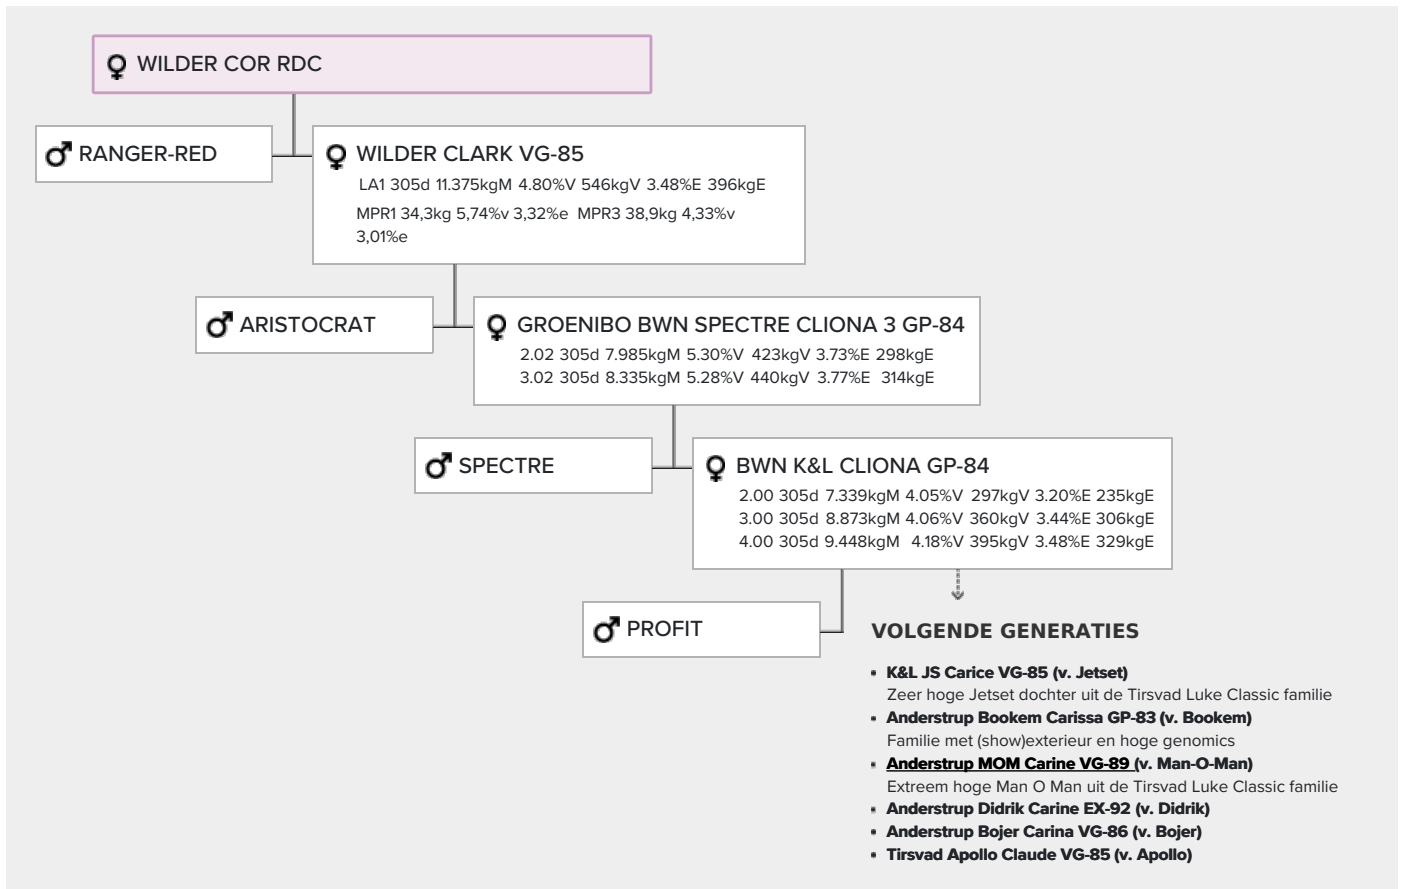 WILDER COR RDC
RANGER-RED
WILDER CLARK VG-85
LA1 305d 11.375kgM 4.80%V 546kgV 3.48%E 396kgE
MPR1 34,3kg 5,74%v 3,32%e MPR3 38,9kg 4,33%v
3,01%e
ARISTOCRAT
GROENIBO BWN SPECTRE CLIONA 3 GP-84
2.02 305d 7.985kgM 5.30%V 423kgV 3.73%E 298kgE
3.02 305d 8.335kgM 5.28%V 440kgV 3.77%E 314kgE
SPECTRE
BWN K&L CLIONA GP-84
2.00 305d 7.339kgM 4.05%V 297kgV 3.20%E 235kgE
3.00 305d 8.873kgM 4.06%V 360kgV 3.44%E 306kgE
4.00 305d 9.448kgM 4.18%V 395kgV 3.48%E 329kgE
PROFIT
VOLGENDE GENERATIES
• K&L JS Carice VG-85 (v. Jetset)
Zeer hoge Jetset dochter uit de Tirsvad Luke Classic familie
• Anderstrup Bookem Carissa GP-83 (v. Bookem)
Familie met (show)exterieur en hoge genomics
• Anderstrup MOM Carine VG-89 (v. Man-O-Man)
Extreem hoge Man O Man uit de Tirsvad Luke Classic familie
• Anderstrup Didrik Carine EX-92 (v. Didrik)
• Anderstrup Bojer Carina VG-86 (v. Bojer)
• Tirsvad Apollo Claude VG-85 (v. Apollo)